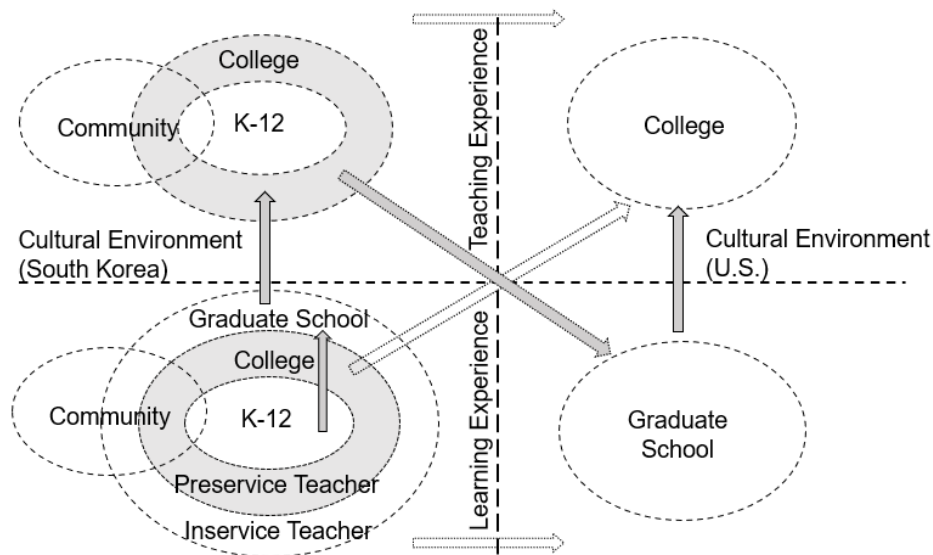 College
K-12
Community
Teaching Experience
College
Cultural Environment
(South Korea)
Cultural Environment
(U.S.)
Graduate School
College
Community
K-12
Learning Experience
Graduate
School
Preservice Teacher
Inservice Teacher